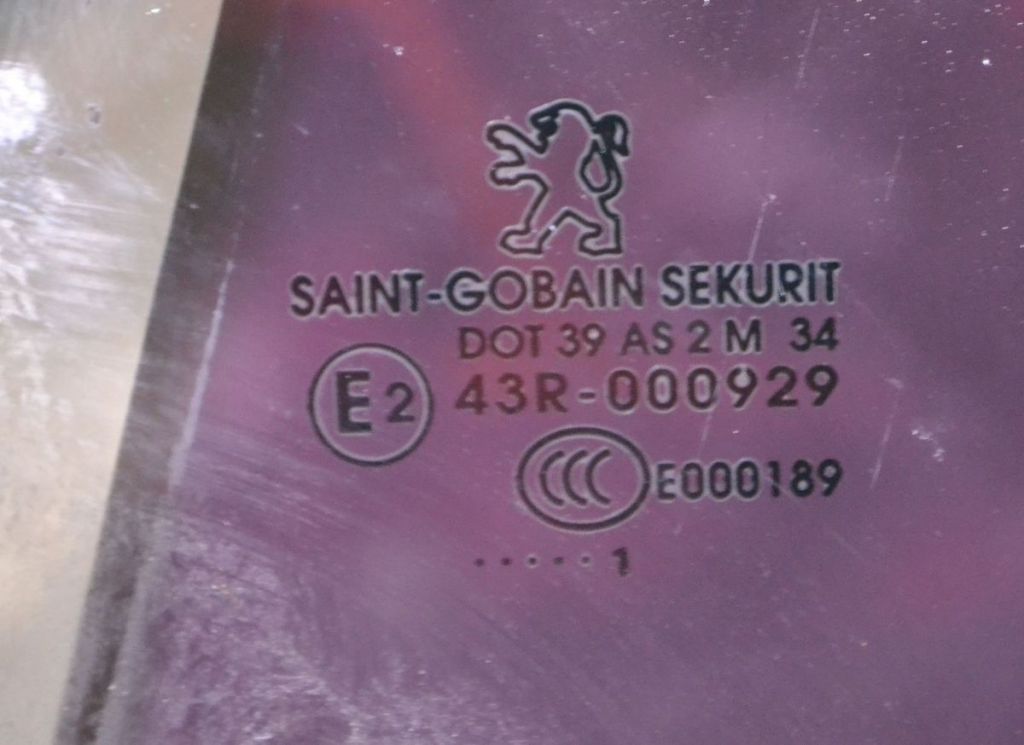 SAINT-GOBAIN SEKURIT
DOT 39 AS 2 M 34
E2 43R-000929
CCC E000189
.....1